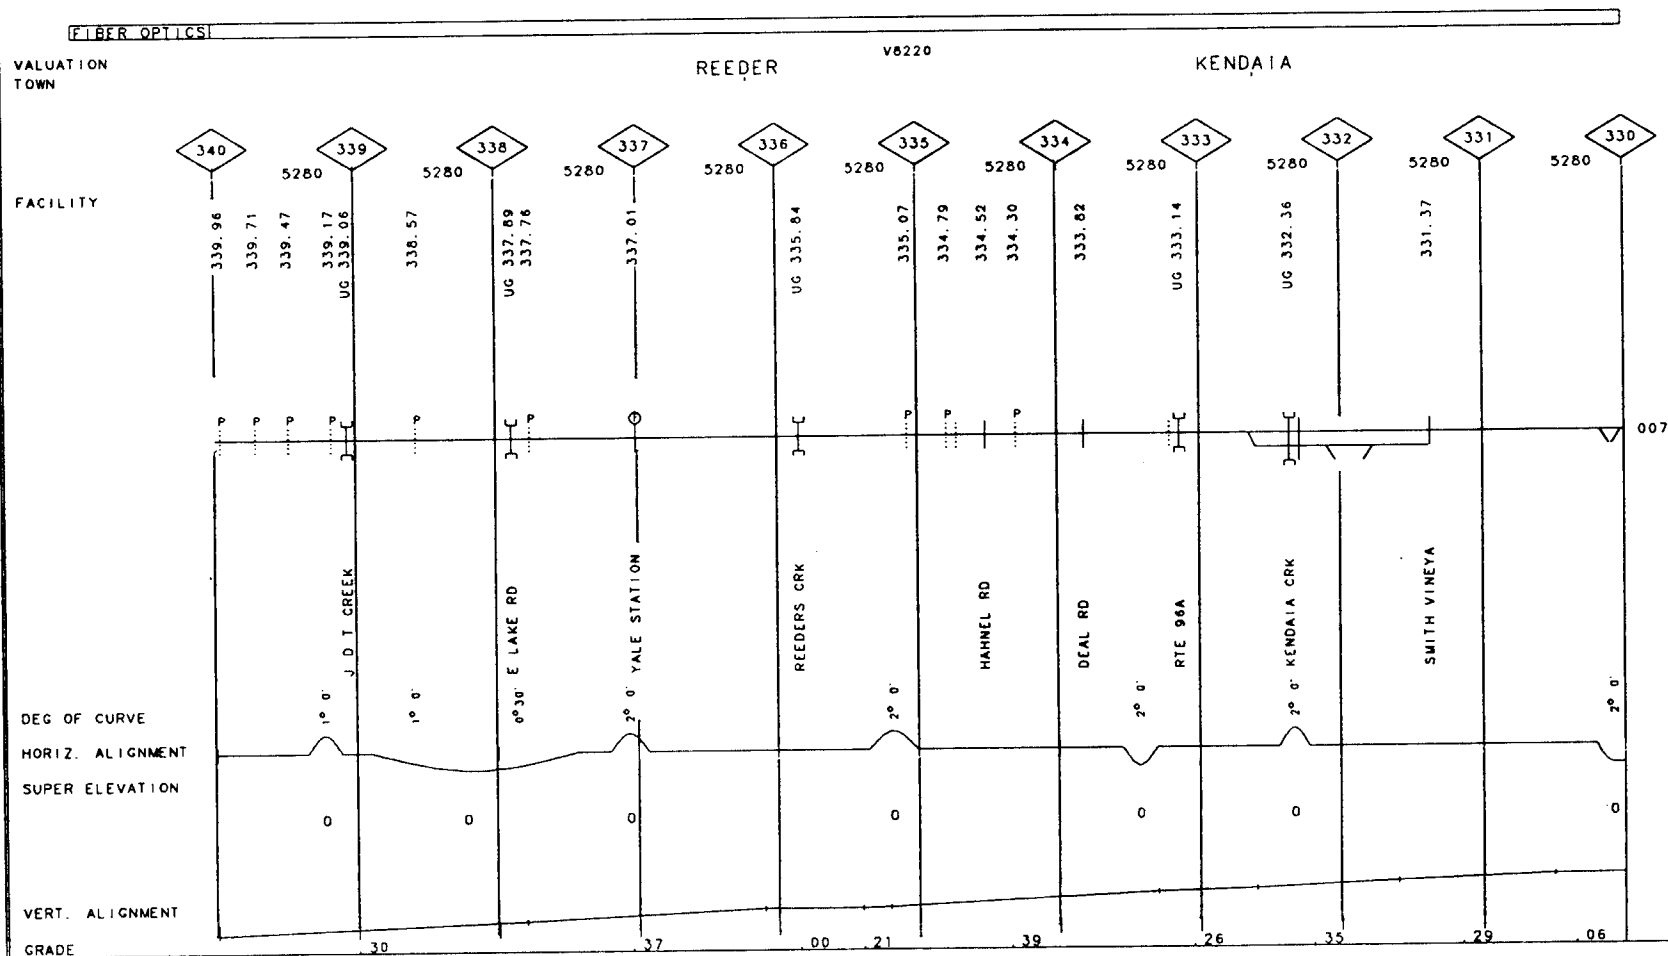 FIBER OPTICS
VALUATION V8220
TOWN REEDER KENDAIA
340 339 338 337 336 335 334 333 332 331 330
5280 5280 5280 5280 5280 5280 5280 5280 5280 5280
FACILITY
339.96
339.71
339.47
339.17
UG 339.06
338.57
UG 337.89
337.76
337.01
UG 335.84
335.07
334.79
334.52
334.30
333.82
UG 333.14
UG 332.36
331.37
P P P P P P T P P P
007
J D T CREEK
E LAKE RD
YALE STATION
REEDERS CRK
HAHNEL RD
DEAL RD
RTE 96A
KENDAIA CRK
SMITH VINEYA
DEG OF CURVE 1° 0' 1° 0' 0°30' 2° 0' 2° 0' 2° 0' 2° 0' 2° 0'
HORIZ. ALIGNMENT
SUPER ELEVATION
0 0 0 0 0 0 0
VERT. ALIGNMENT
GRADE .30 .37 .00 .21 .39 .26 .35 .29 .06